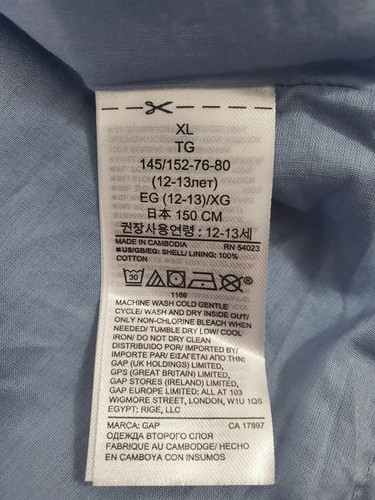 XL
TG
145/152-76-80
(12-13лет)
EG (12-13)/XG
日本 150 CM
권장사용연령 : 12-13세
MADE IN CAMBODIA RN 54023
US/GB/EG: SHELL/ LINING: 100%
COTTON
30
1166
MACHINE WASH COLD GENTLE
CYCLE/ WASH AND DRY INSIDE OUT/
ONLY NON-CHLORINE BLEACH WHEN
NEEDED/ TUMBLE DRY LOW/ COOL
IRON/ DO NOT DRY CLEAN
DISTRIBUIDO POR/ IMPORTED BY/
IMPORTE PAR/ ΕΙΣΑΓΕΤΑΙ ΑΠΟ ΤΗΝ:
GAP (UK HOLDINGS) LIMITED,
GPS (GREAT BRITAIN) LIMITED,
GAP STORES (IRELAND) LIMITED,
GAP EUROPE LIMITED: ALL AT 103
WIGMORE STREET, LONDON, W1U 1QS
EGYPT: RIGE, LLC
MARCA: GAP CA 17897
ОДЕЖДА ВТОРОГО СЛОЯ
FABRIQUE AU CAMBODGE/ HECHO
EN CAMBOYA CON INSUMOS